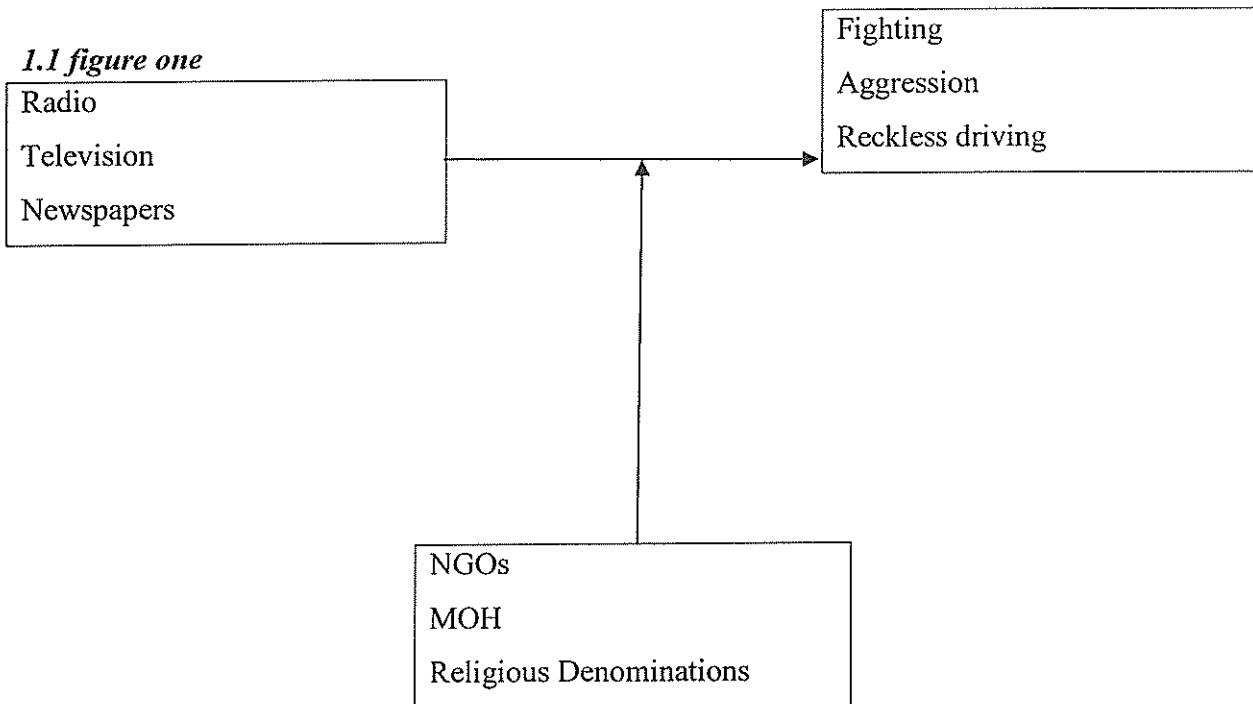 1.1 figure one
Radio
Television
Newspapers
Fighting
Aggression
Reckless driving
NGOs
MOH
Religious Denominations